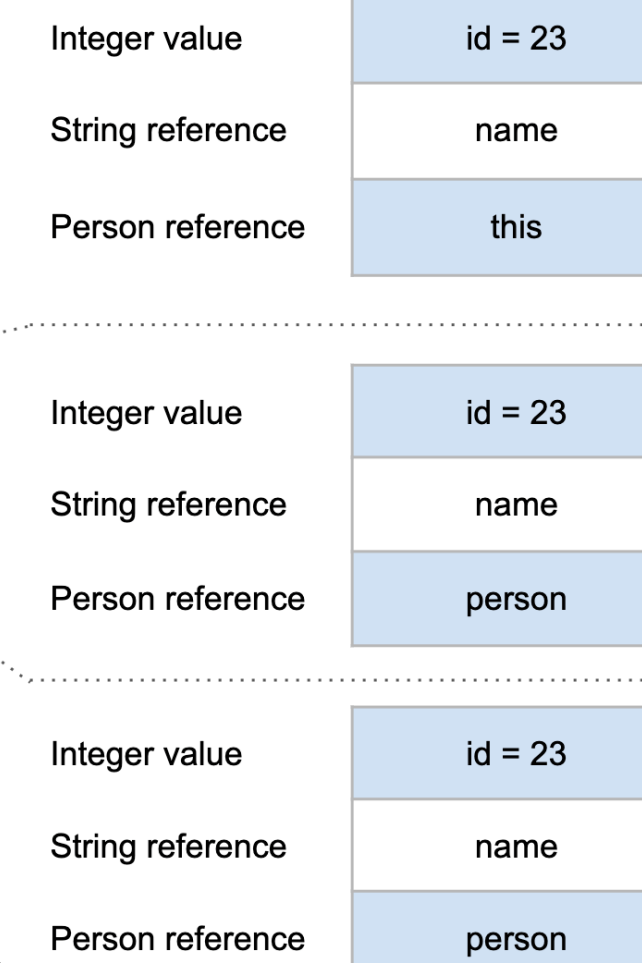 Integer value id = 23
String reference name
Person reference this
Integer value id = 23
String reference name
Person reference person
Integer value id = 23
String reference name
Person reference person